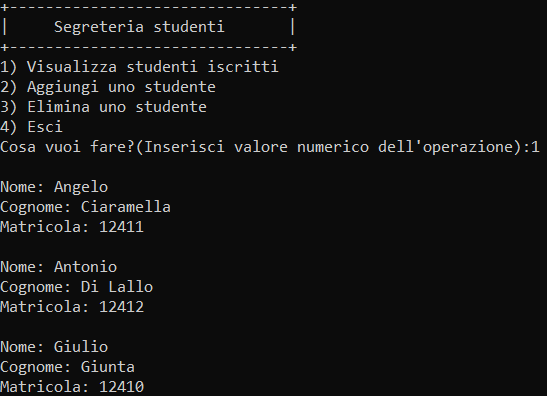 +-------------------------------+
|     Segreteria studenti       |
+-------------------------------+
1) Visualizza studenti iscritti
2) Aggiungi uno studente
3) Elimina uno studente
4) Esci
Cosa vuoi fare?(Inserisci valore numerico dell'operazione):1
Nome: Angelo
Cognome: Ciaramella
Matricola: 12411
Nome: Antonio
Cognome: Di Lallo
Matricola: 12412
Nome: Giulio
Cognome: Giunta
Matricola: 12410